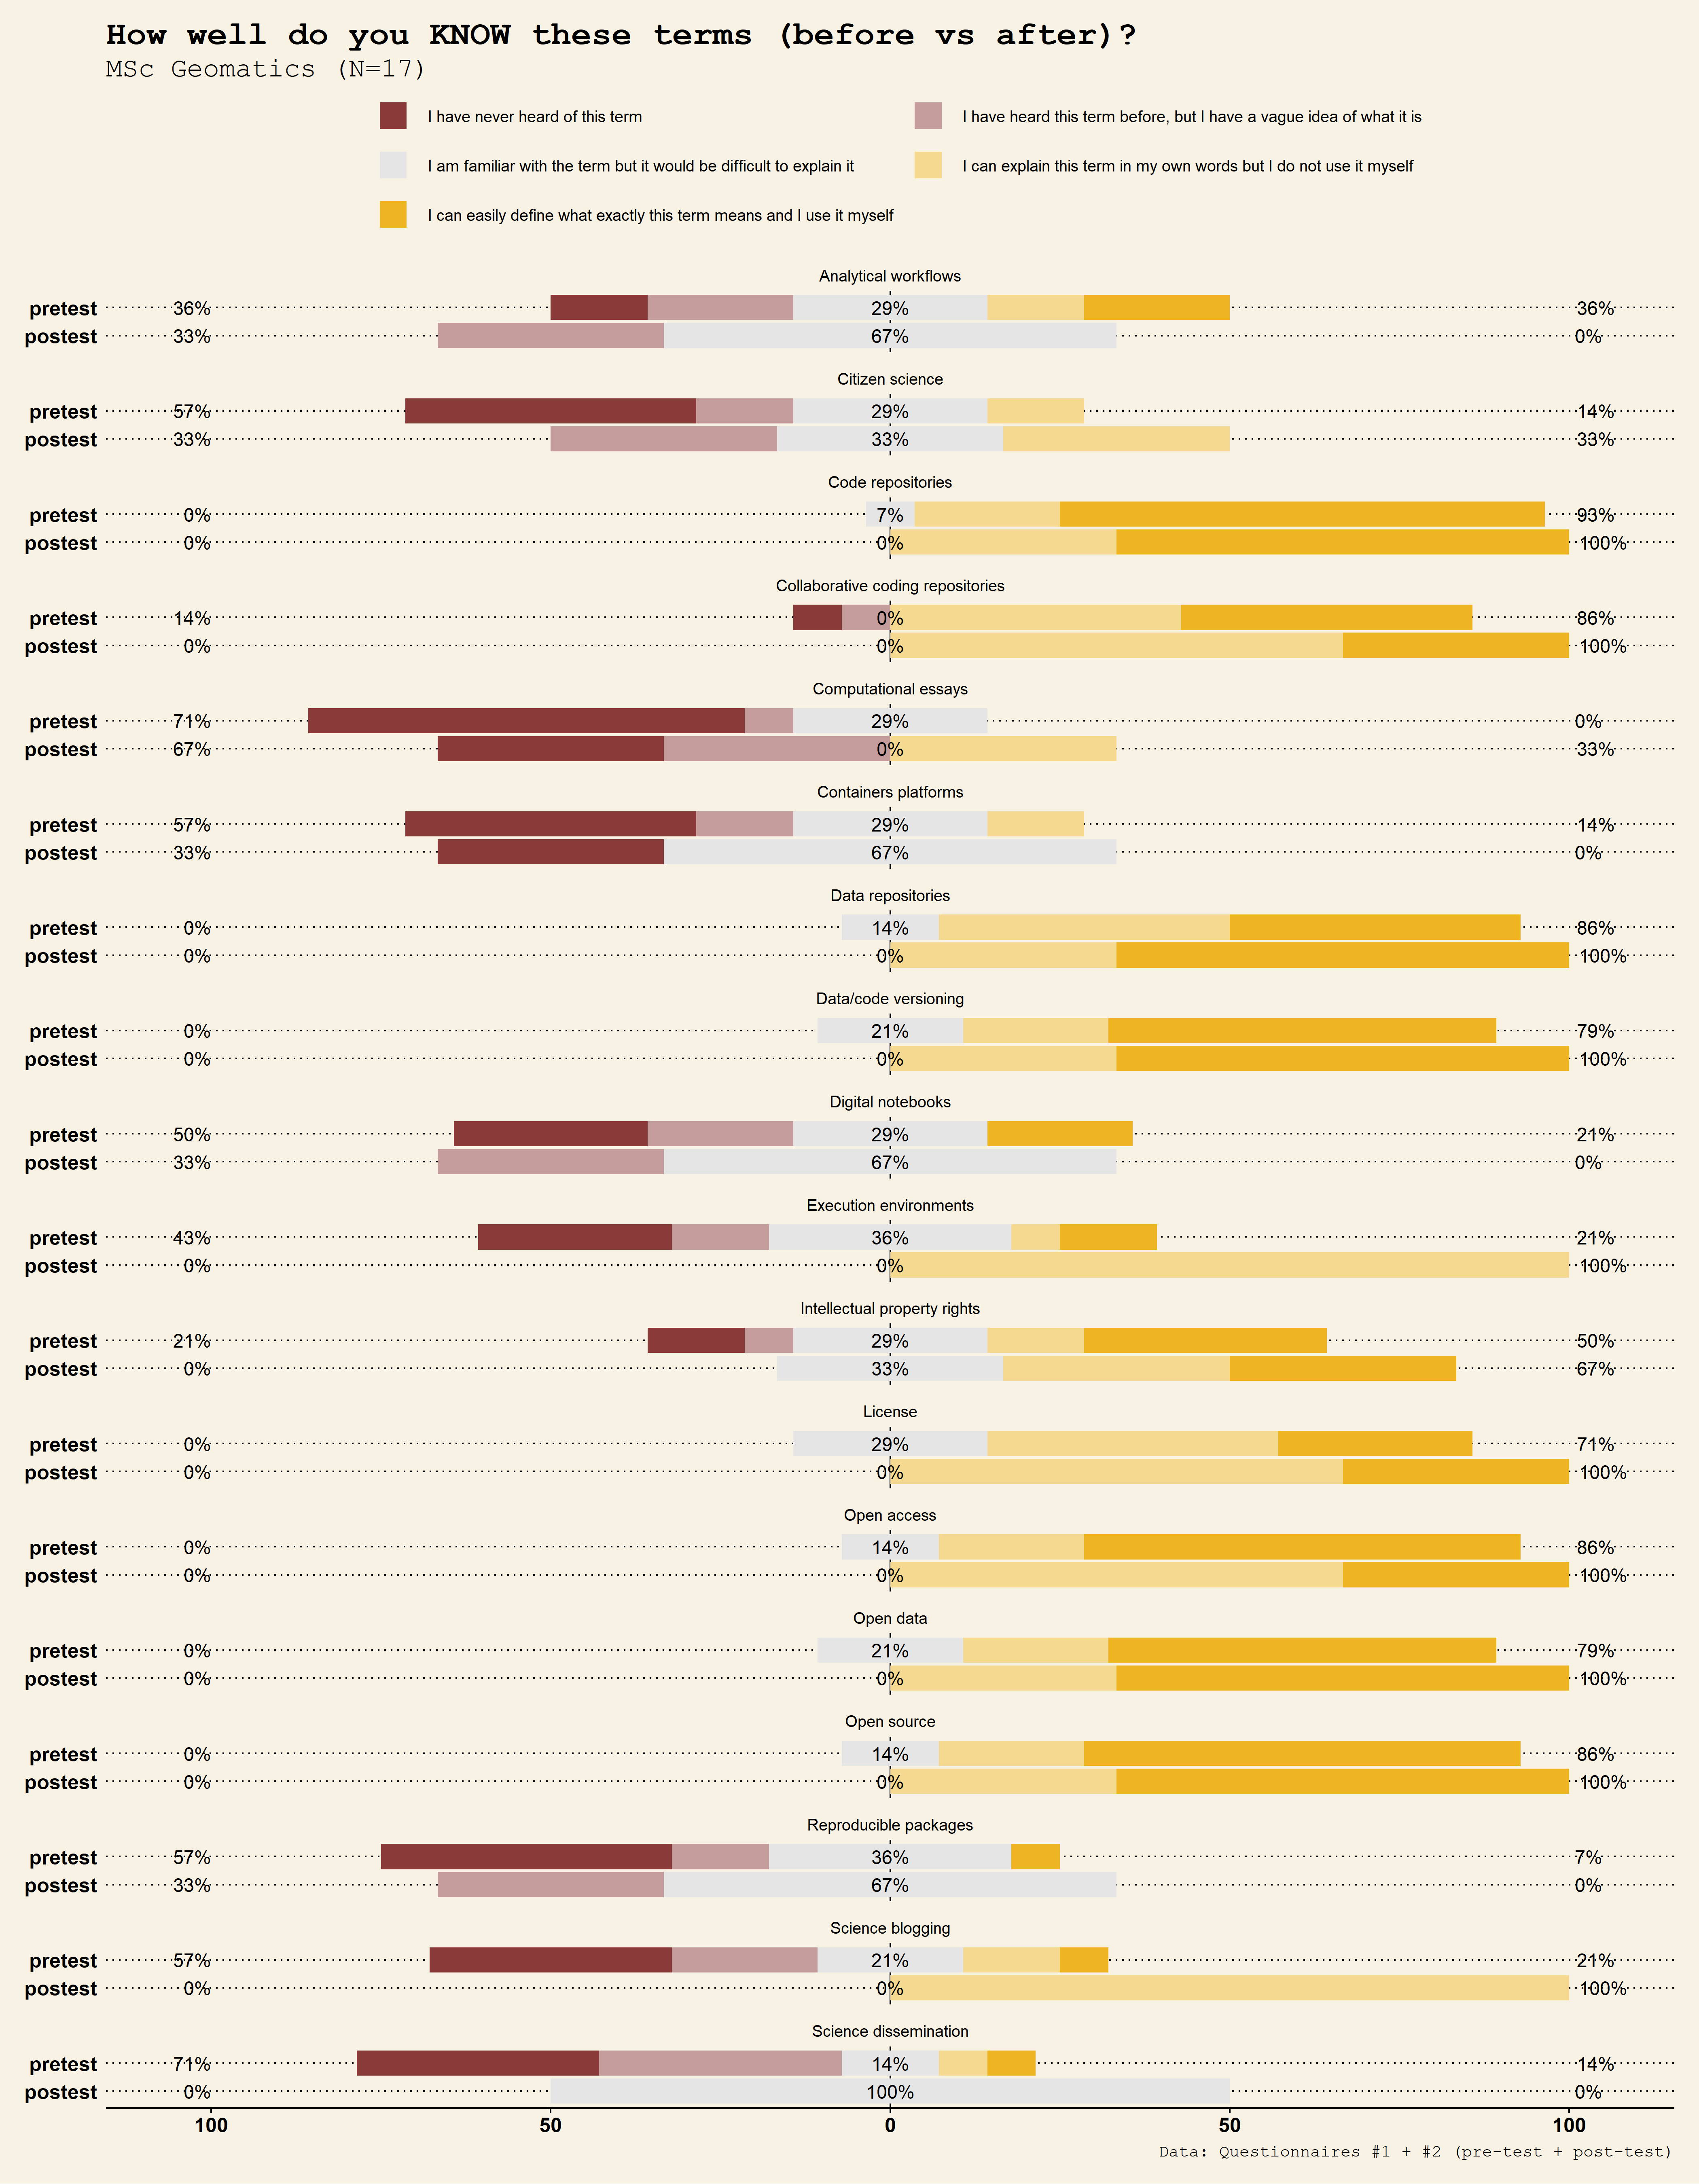 How well do you KNOW these terms (before vs after)?
MSc Geomatics (N=17)
I have never heard of this term
I have heard this term before, but I have a vague idea of what it is
I am familiar with the term but it would be difficult to explain it
I can explain this term in my own words but I do not use it myself
I can easily define what exactly this term means and I use it myself
Analytical workflows
pretest 36% 29% 36%
postest 33% 67% 0%
Citizen science
pretest 57% 29% 14%
postest 33% 33% 33%
Code repositories
pretest 0% 7% 93%
postest 0% 0% 100%
Collaborative coding repositories
pretest 14% 0% 86%
postest 0% 0% 100%
Computational essays
pretest 71% 29% 0%
postest 67% 0% 33%
Containers platforms
pretest 57% 29% 14%
postest 33% 67% 0%
Data repositories
pretest 0% 14% 86%
postest 0% 0% 100%
Data/code versioning
pretest 0% 21% 79%
postest 0% 0% 100%
Digital notebooks
pretest 50% 29% 21%
postest 33% 67% 0%
Execution environments
pretest 43% 36% 21%
postest 0% 0% 100%
Intellectual property rights
pretest 21% 29% 50%
postest 0% 33% 67%
License
pretest 0% 29% 71%
postest 0% 0% 100%
Open access
pretest 0% 14% 86%
postest 0% 0% 100%
Open data
pretest 0% 21% 79%
postest 0% 0% 100%
Open source
pretest 0% 14% 86%
postest 0% 0% 100%
Reproducible packages
pretest 57% 36% 7%
postest 33% 67% 0%
Science blogging
pretest 57% 21% 21%
postest 0% 0% 100%
Science dissemination
pretest 71% 14% 14%
postest 0% 100% 0%
100 50 0 50 100
Data: Questionnaires #1 + #2 (pre-test + post-test)